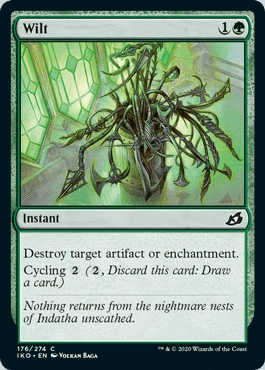 Wilt 1
Instant
Destroy target artifact or enchantment.
Cycling 2 (2, Discard this card: Draw
a card.)
Nothing returns from the nightmare nests
of Indatha unscathed.
176/274 C
IKO • EN VOLKAN BAGA
™ & © 2020 Wizards of the Coast